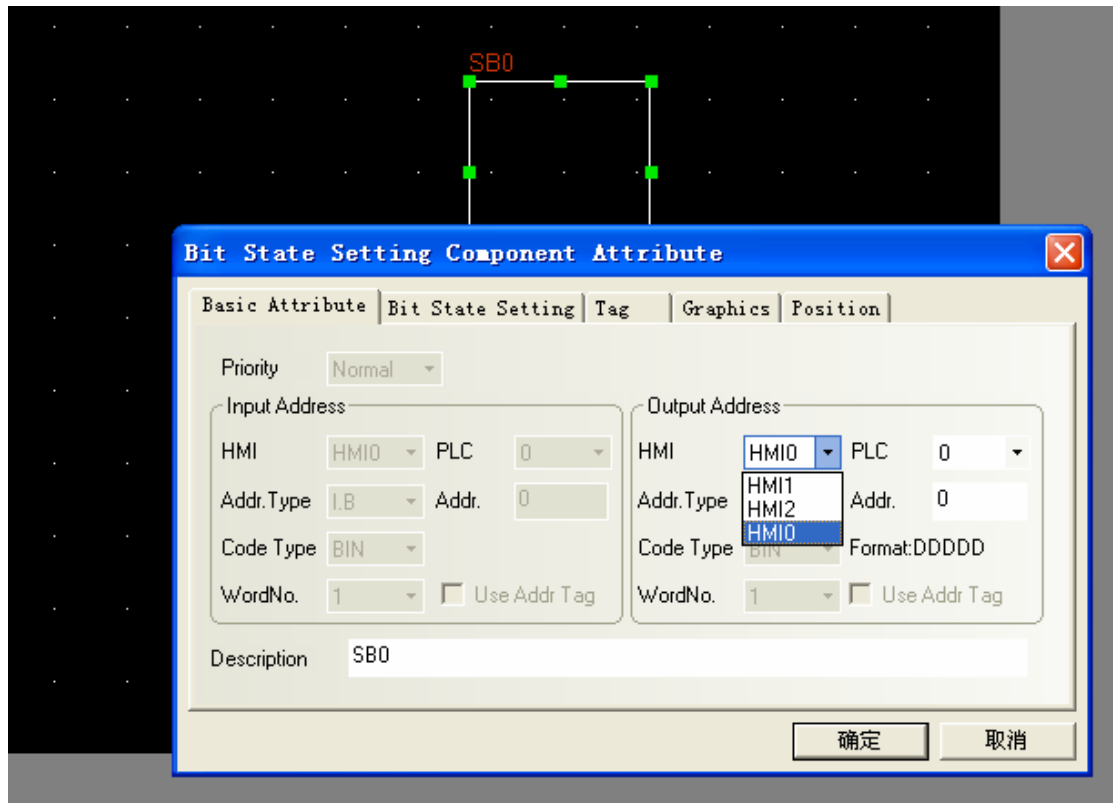 SB0
Bit State Setting Component Attribute
Basic Attribute Bit State Setting Tag Graphics Position
Priority Normal
Input Address Output Address
HMI HMI0 PLC 0 HMI HMI0 PLC 0
HMI1
Addr.Type I.B Addr. 0 Addr.Type Addr. 0
HMI2
HMI0
Code Type BIN Code Type BIN Format:DDDDD
WordNo. 1 Use Addr Tag WordNo. 1 Use Addr Tag
Description SB0
确定 取消